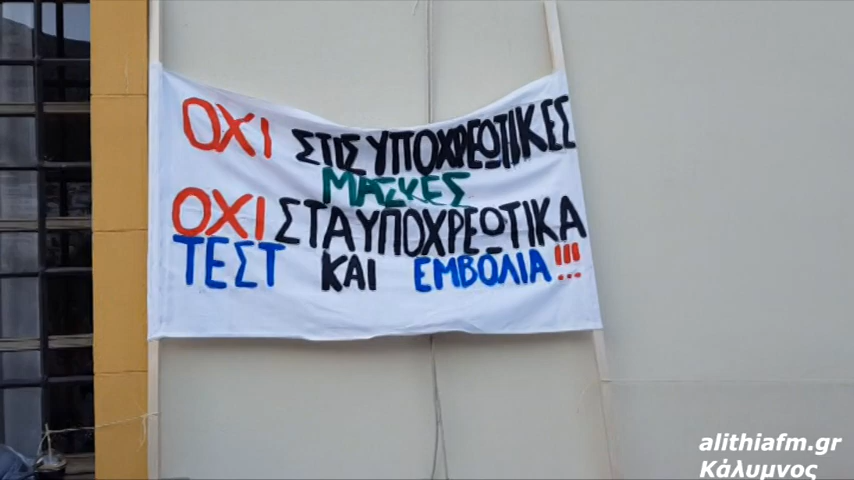 ΟΧΙ ΣΤΙΣ ΥΠΟΧΡΕΩΤΙΚΕΣ
ΜΑΣΚΕΣ
ΟΧΙ ΣΤΑ ΥΠΟΧΡΕΩΤΙΚΑ
ΤΕΣΤ ΚΑΙ ΕΜΒΟΛΙΑ!!!
alithiafm.gr
Κάλυμνος